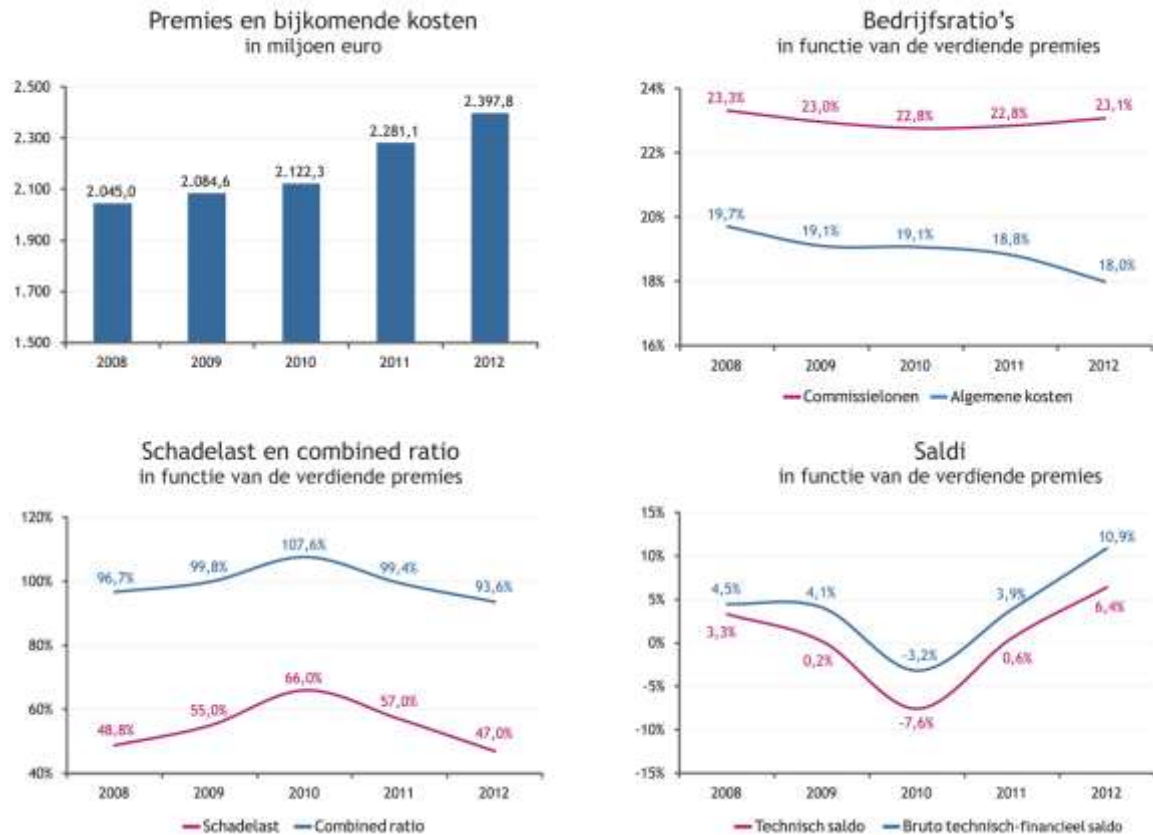 Premies en bijkomende kosten
in miljoen euro
2.500
2.300
2.100
1.900
1.700
1.500
2.045,0
2.084,6
2.122,3
2.281,1
2.397,8
2008 2009 2010 2011 2012
Bedrijfsratio's
in functie van de verdiende premies
24%
22%
20%
18%
16%
23,3% 23,0% 22,8% 22,8% 23,1%
19,7% 19,1% 19,1% 18,8% 18,0%
2008 2009 2010 2011 2012
Commissielonen Algemene kosten
Schadelast en combined ratio
in functie van de verdiende premies
120%
100%
80%
60%
40%
96,7% 99,8% 107,6% 99,4% 93,6%
48,8% 55,0% 66,0% 57,0% 47,0%
2008 2009 2010 2011 2012
Schadelast Combined ratio
Saldi
in functie van de verdiende premies
15%
10%
5%
0%
-5%
-10%
-15%
4,5% 4,1% -3,2% 3,9% 10,9%
3,3% 0,2% -7,6% 0,6% 6,4%
2008 2009 2010 2011 2012
Technisch saldo Bruto technisch-financieel saldo